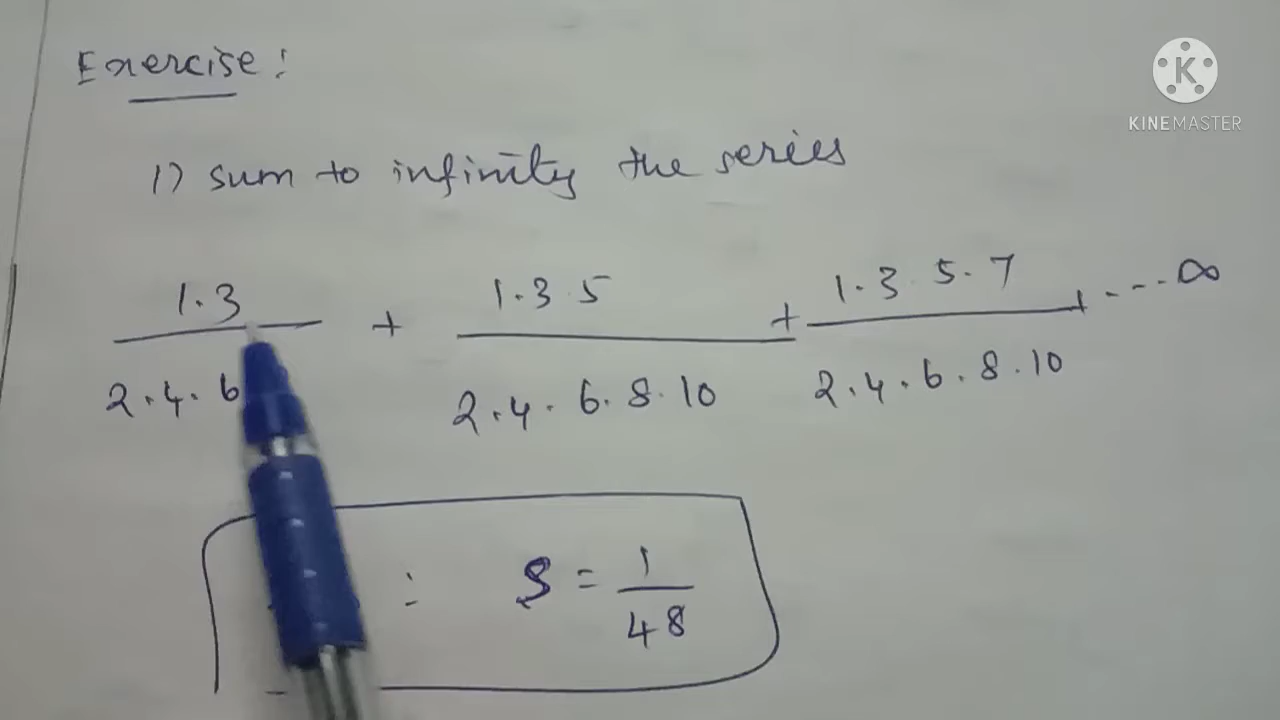 Exercise:
KINEMASTER
1) sum to infinity the series
1.3 / 2.4.6 + 1.3.5 / 2.4.6.8.10 + 1.3.5.7 / 2.4.6.8.10 + ---- ∞
: S = 1/48